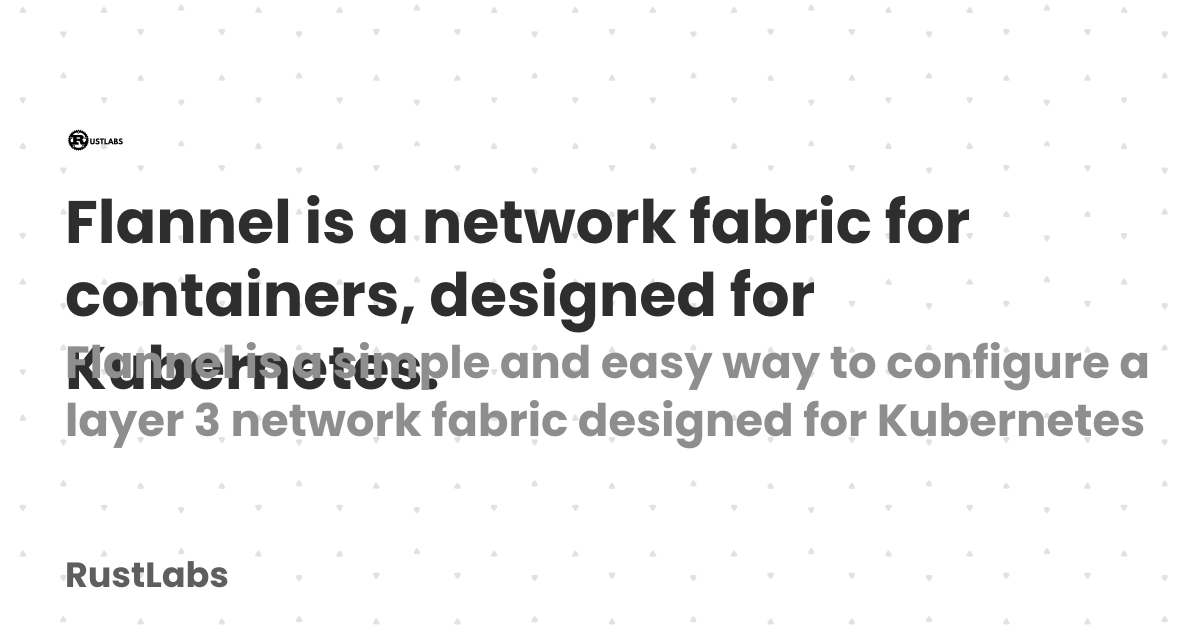 RUSTLABS
Flannel is a network fabric for
containers, designed for
Kubernetes.
Flannel is a simple and easy way to configure a
layer 3 network fabric designed for Kubernetes
RustLabs